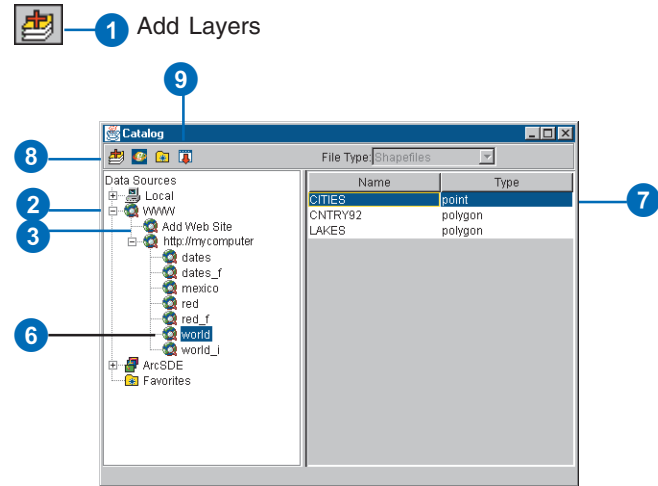 1 Add Layers
9
Catalog
8
File Type: Shapefiles
Data Sources
Local
2
WWW
3
Add Web Site
http://mycomputer
dates
dates_f
mexico
red
red_f
6
world
world_i
ArcSDE
Favorites
Name Type
CITIES point
7
CNTRY92 polygon
LAKES polygon